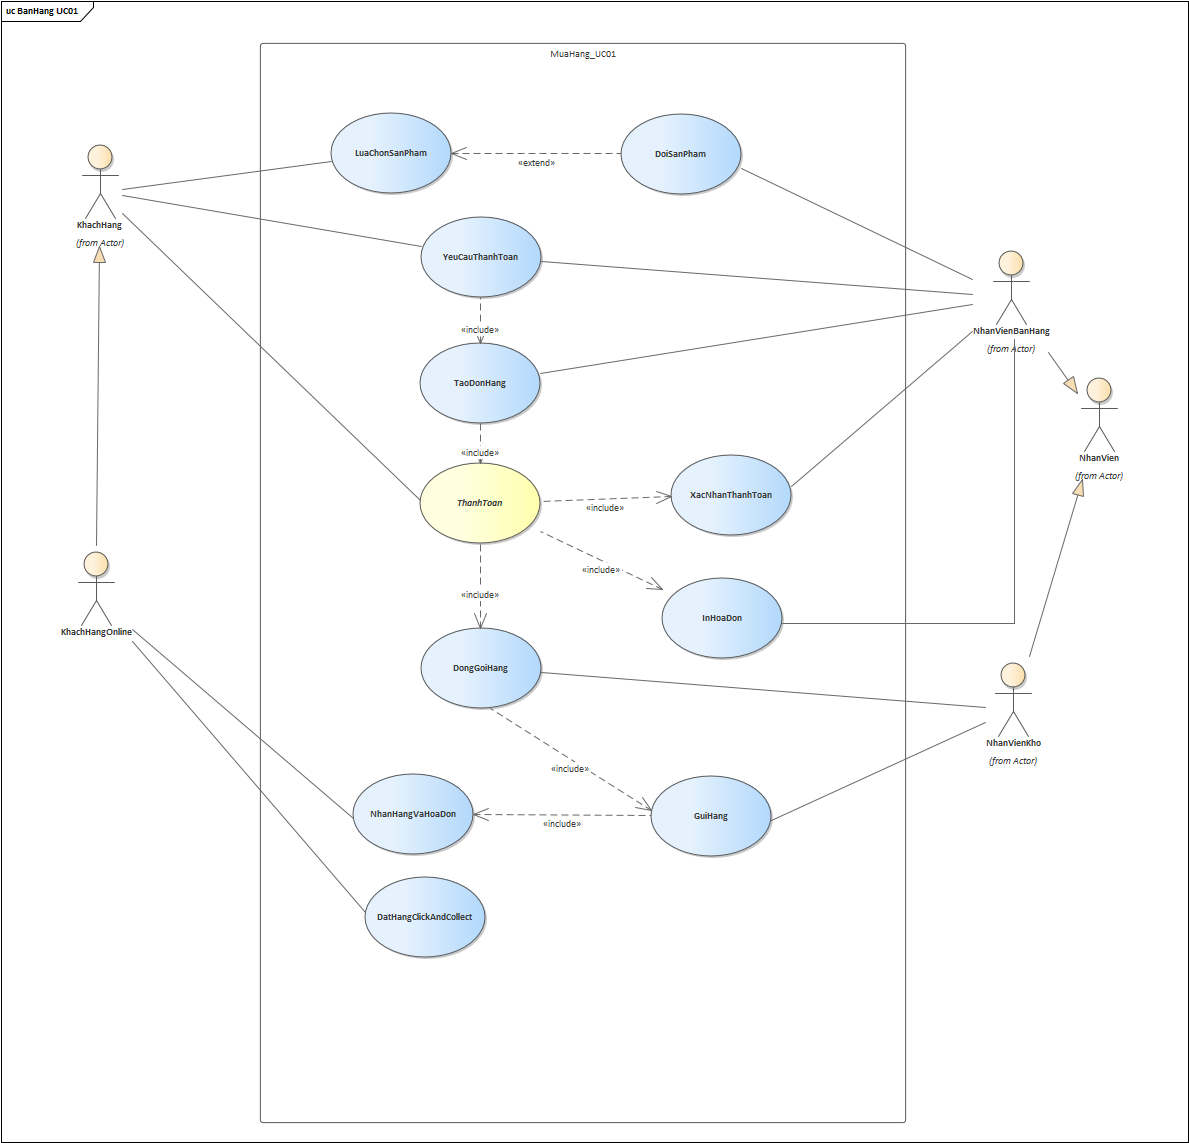 uc BanHang UC01
MuaHang_UC01
LuaChonSanPham
«extend»
DoiSanPham
KhachHang
(from Actor)
YeuCauThanhToan
«include»
NhanVienBanHang
(from Actor)
TaoDonHang
«include»
NhanVien
(from Actor)
ThanhToan
«include»
XacNhanThanhToan
«include»
«include»
InHoaDon
KhachHangOnline
DongGoiHang
NhanVienKho
(from Actor)
«include»
NhanHangVaHoaDon
«include»
GuiHang
DatHangClickAndCollect